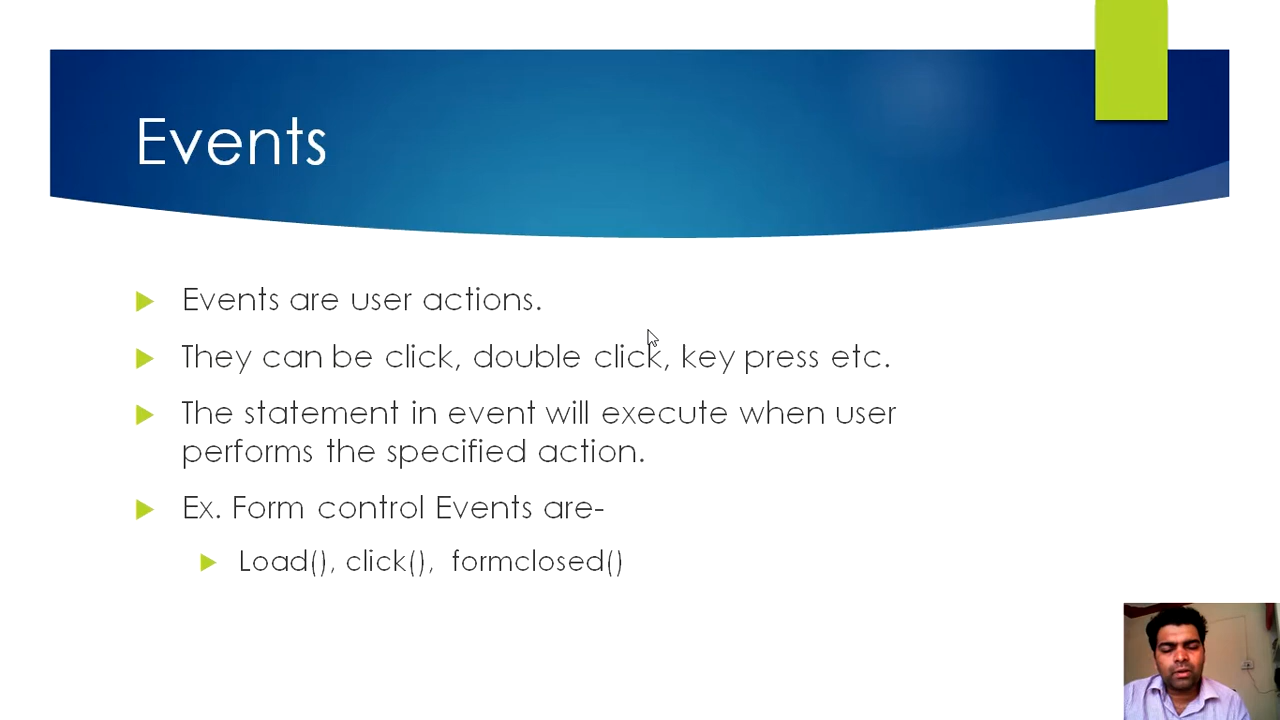 Events
Events are user actions.
They can be click, double click, key press etc.
The statement in event will execute when user
performs the specified action.
Ex. Form control Events are-
Load(), click(), formclosed()